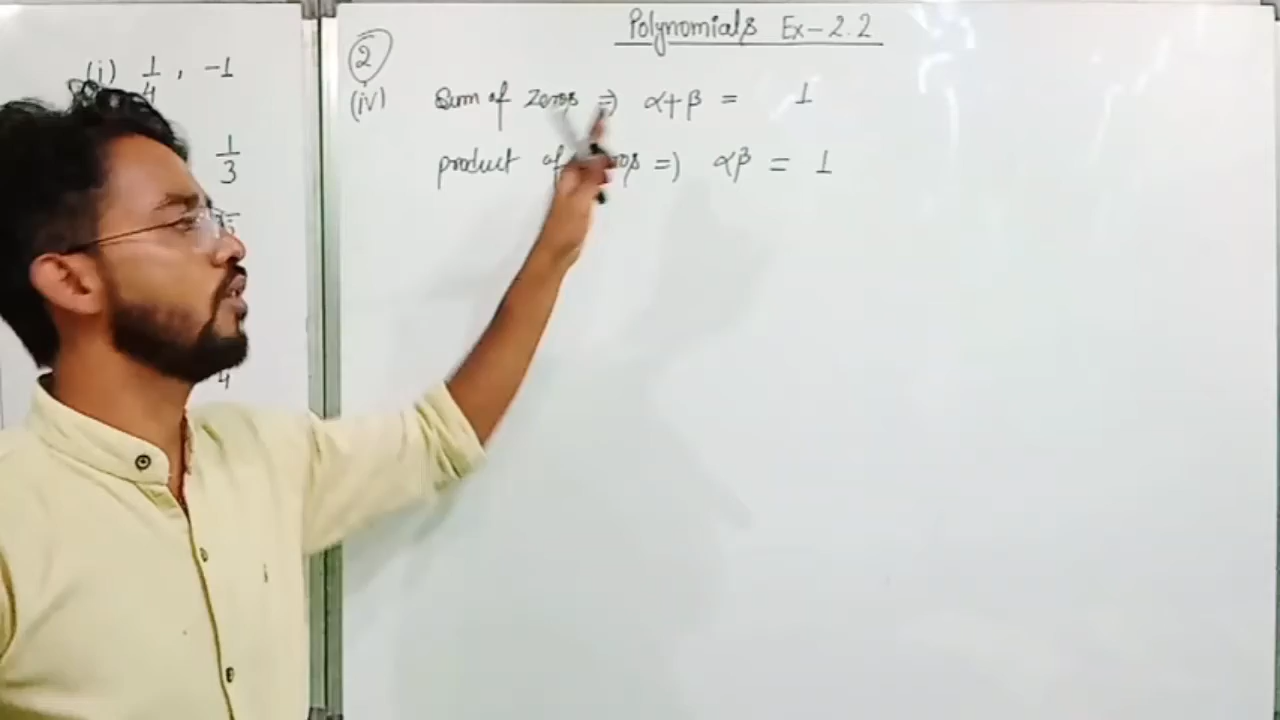 (i) 1/4 , -1
1/3
4
Polynomials Ex-2.2
2
(iv) Sum of Zeros => α+β = 1
product of => αβ = 1